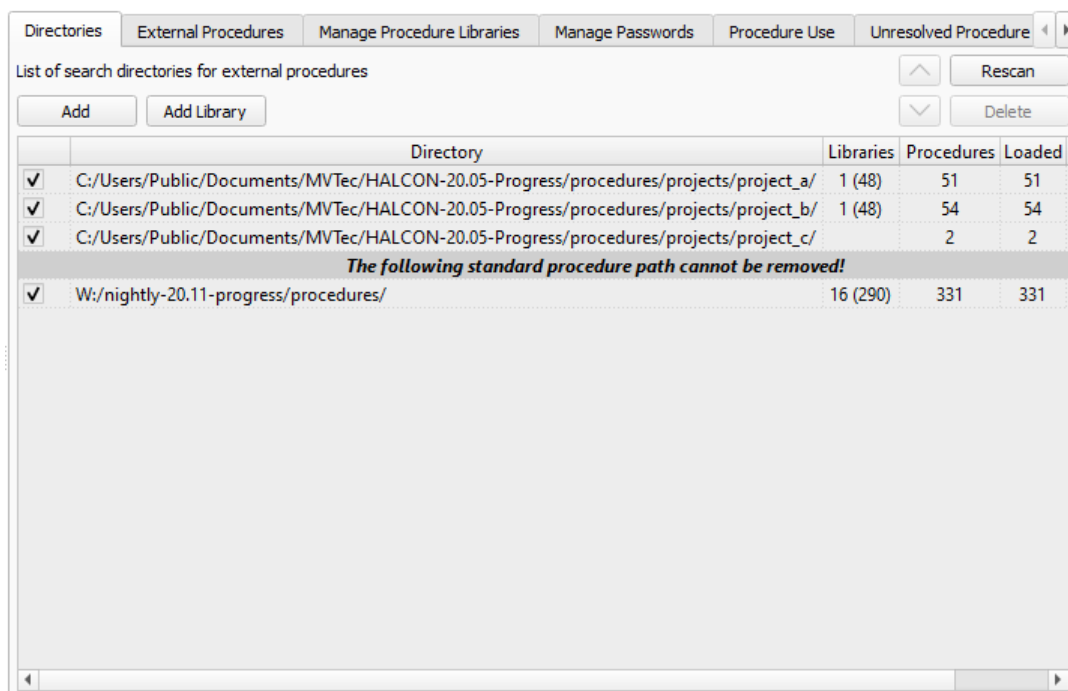 Directories External Procedures Manage Procedure Libraries Manage Passwords Procedure Use Unresolved Procedure
List of search directories for external procedures Rescan
Add Add Library Delete
Directory Libraries Procedures Loaded
C:/Users/Public/Documents/MVTec/HALCON-20.05-Progress/procedures/projects/project_a/ 1 (48) 51 51
C:/Users/Public/Documents/MVTec/HALCON-20.05-Progress/procedures/projects/project_b/ 1 (48) 54 54
C:/Users/Public/Documents/MVTec/HALCON-20.05-Progress/procedures/projects/project_c/ 2 2
The following standard procedure path cannot be removed!
W:/nightly-20.11-progress/procedures/ 16 (290) 331 331